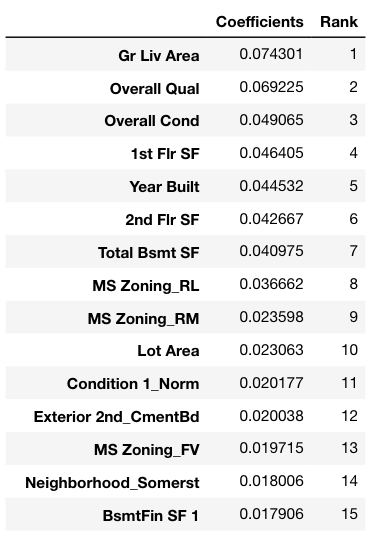 Coefficients Rank
Gr Liv Area 0.074301 1
Overall Qual 0.069225 2
Overall Cond 0.049065 3
1st Flr SF 0.046405 4
Year Built 0.044532 5
2nd Flr SF 0.042667 6
Total Bsmt SF 0.040975 7
MS Zoning_RL 0.036662 8
MS Zoning_RM 0.023598 9
Lot Area 0.023063 10
Condition 1_Norm 0.020177 11
Exterior 2nd_CmentBd 0.020038 12
MS Zoning_FV 0.019715 13
Neighborhood_Somerst 0.018006 14
BsmtFin SF 1 0.017906 15